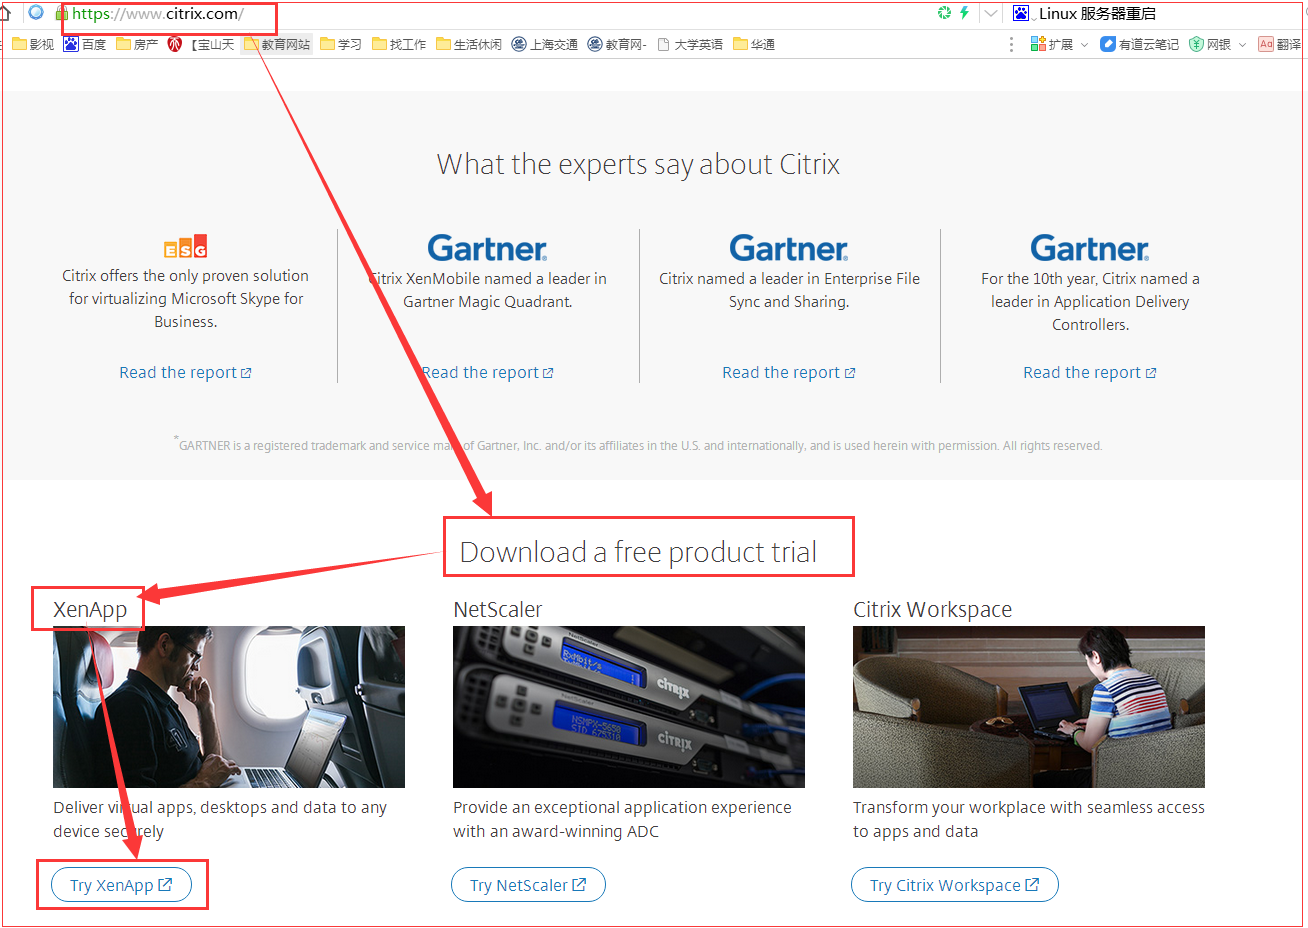 https://www.citrix.com/
Linux 服务器重启
影视 百度 房产 【宝山天 教育网站 学习 找工作 生活休闲 上海交通 教育网- 大学英语 华通 扩展 有道云笔记 网银 翻译
What the experts say about Citrix
ESG
Citrix offers the only proven solution
for virtualizing Microsoft Skype for
Business.
Read the report
Gartner®
Citrix XenMobile named a leader in
Gartner Magic Quadrant.
Read the report
Gartner®
Citrix named a leader in Enterprise File
Sync and Sharing.
Read the report
Gartner®
For the 10th year, Citrix named a
leader in Application Delivery
Controllers.
Read the report
*GARTNER is a registered trademark and service mark of Gartner, Inc. and/or its affiliates in the U.S. and internationally, and is used herein with permission. All rights reserved.
Download a free product trial
XenApp
Deliver virtual apps, desktops and data to any
device securely
Try XenApp
NetScaler
NetScaler
CİTRIX
CİTRIX
Provide an exceptional application experience
with an award-winning ADC
Try NetScaler
Citrix Workspace
Transform your workplace with seamless access
to apps and data
Try Citrix Workspace